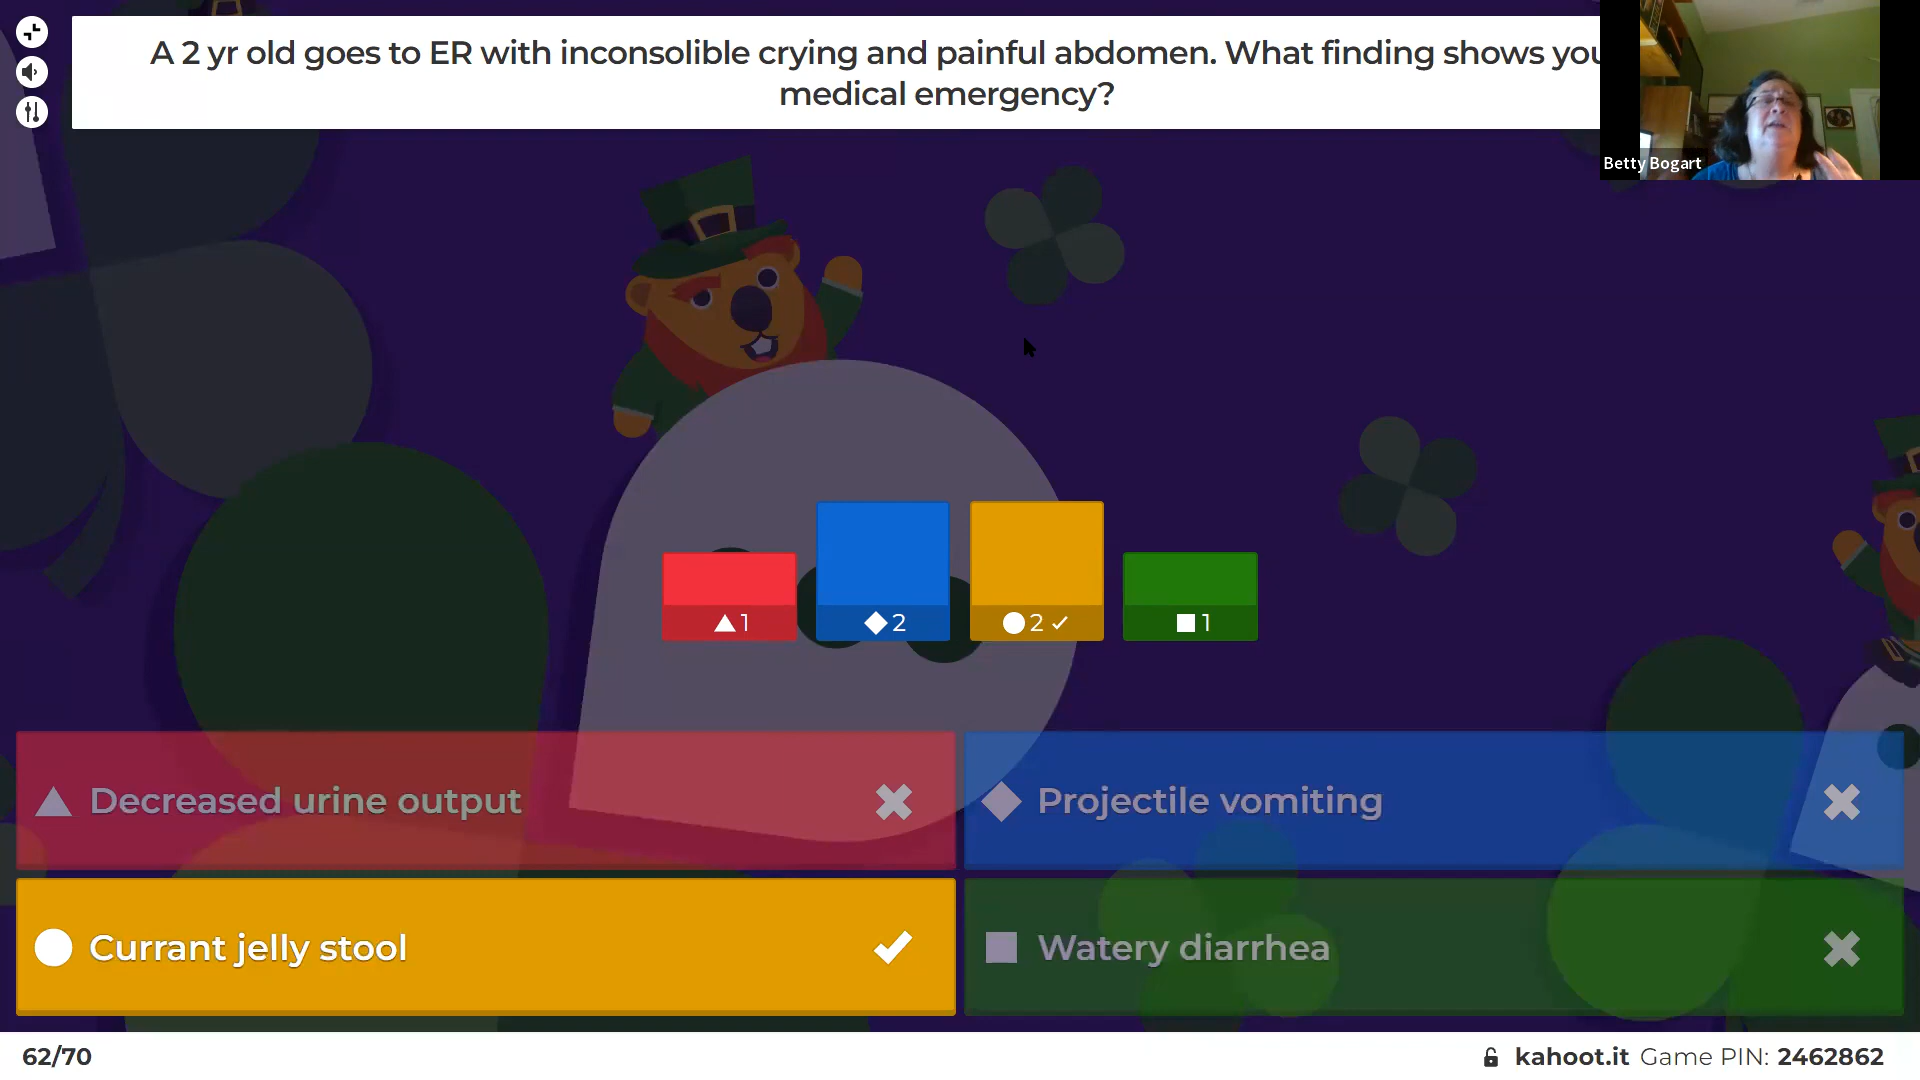 A 2 yr old goes to ER with inconsolible crying and painful abdomen. What finding shows you
medical emergency?
Betty Bogart
1
2
2
1
Decreased urine output
Projectile vomiting
Currant jelly stool
Watery diarrhea
62/70
kahoot.it Game PIN: 2462862